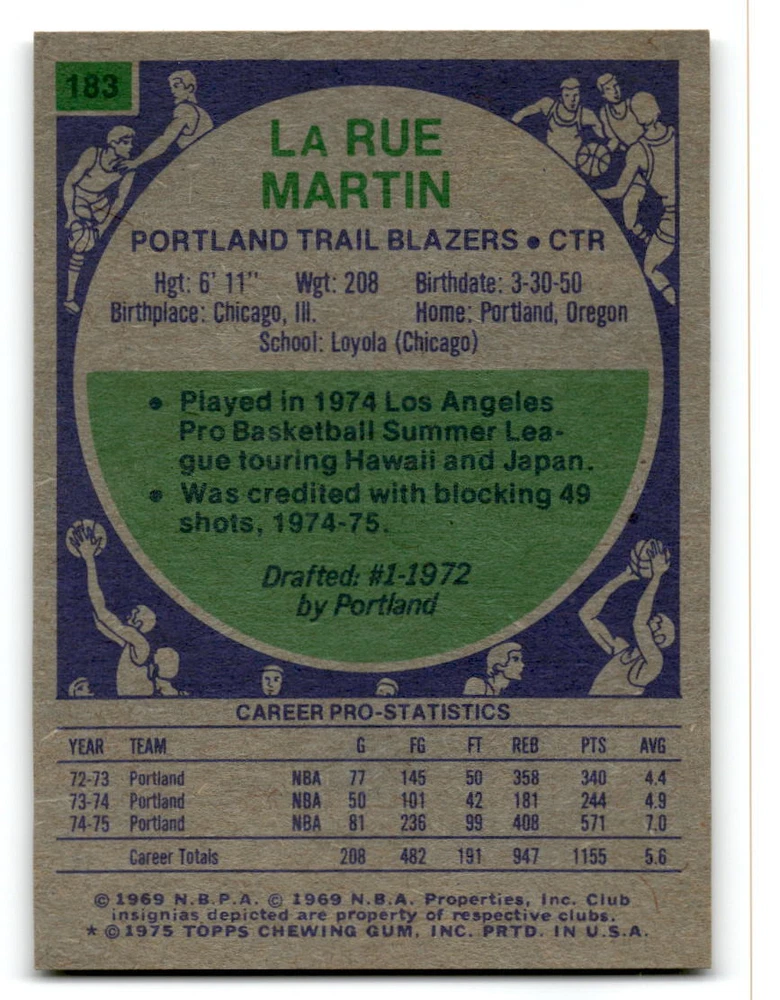 183
LA RUE
MARTIN
PORTLAND TRAIL BLAZERS • CTR
Hgt: 6' 11" Wgt: 208 Birthdate: 3-30-50
Birthplace: Chicago, Ill. Home: Portland, Oregon
School: Loyola (Chicago)
• Played in 1974 Los Angeles
Pro Basketball Summer Lea-
gue touring Hawaii and Japan.
• Was credited with blocking 49
shots, 1974-75.
Drafted: #1-1972
by Portland
CAREER PRO-STATISTICS
YEAR TEAM G FG FT REB PTS AVG
72-73 Portland NBA 77 145 50 358 340 4.4
73-74 Portland NBA 50 101 42 181 244 4.9
74-75 Portland NBA 81 236 99 408 571 7.0
Career Totals 208 482 191 947 1155 5.6
© 1969 N.B.P.A. © 1969 N.B.A. Properties, Inc. Club
insignias depicted are property of respective clubs.
* © 1975 TOPPS CHEWING GUM, INC. PRTD. IN U.S.A.